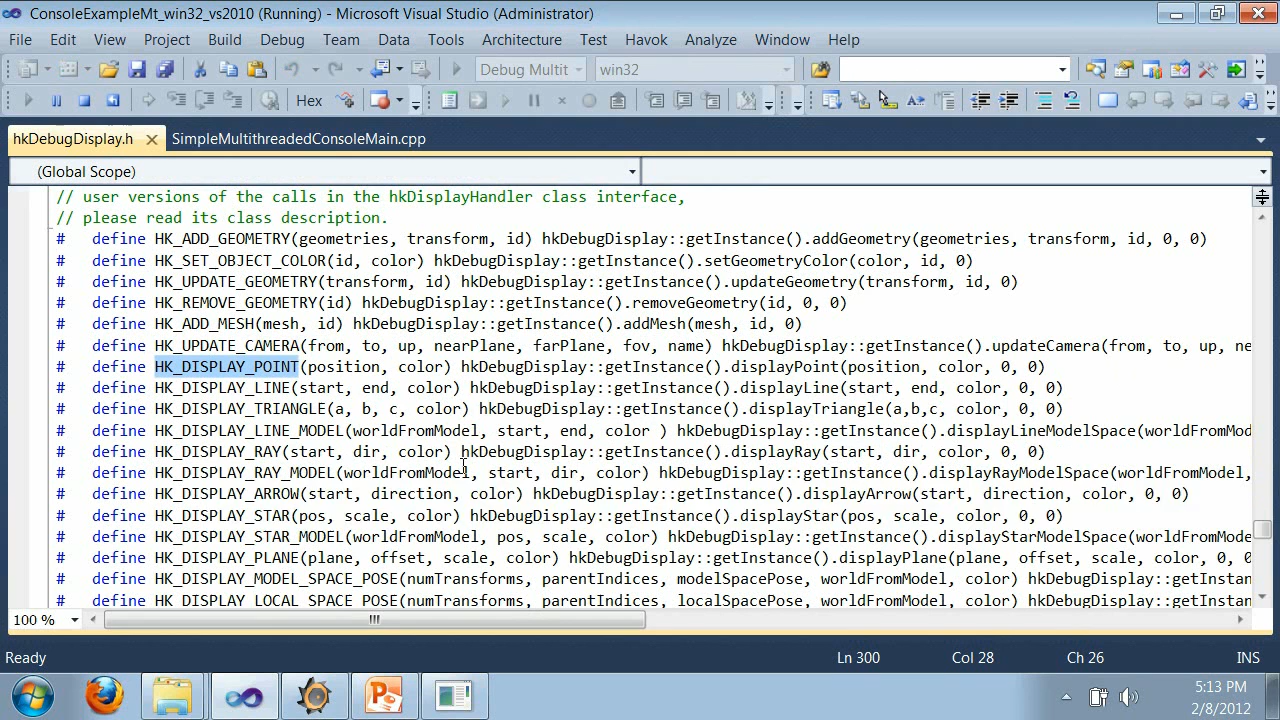 ConsoleExampleMt_win32_vs2010 (Running) - Microsoft Visual Studio (Administrator)
File Edit View Project Build Debug Team Data Tools Architecture Test Havok Analyze Window Help
Debug Multit win32
Hex
hkDebugDisplay.h SimpleMultithreadedConsoleMain.cpp
(Global Scope)
// user versions of the calls in the hkDisplayHandler class interface,
// please read its class description.
# define HK_ADD_GEOMETRY(geometries, transform, id) hkDebugDisplay::getInstance().addGeometry(geometries, transform, id, 0, 0)
# define HK_SET_OBJECT_COLOR(id, color) hkDebugDisplay::getInstance().setGeometryColor(color, id, 0)
# define HK_UPDATE_GEOMETRY(transform, id) hkDebugDisplay::getInstance().updateGeometry(transform, id, 0)
# define HK_REMOVE_GEOMETRY(id) hkDebugDisplay::getInstance().removeGeometry(id, 0, 0)
# define HK_ADD_MESH(mesh, id) hkDebugDisplay::getInstance().addMesh(mesh, id, 0)
# define HK_UPDATE_CAMERA(from, to, up, nearPlane, farPlane, fov, name) hkDebugDisplay::getInstance().updateCamera(from, to, up, ne
# define HK_DISPLAY_POINT(position, color) hkDebugDisplay::getInstance().displayPoint(position, color, 0, 0)
# define HK_DISPLAY_LINE(start, end, color) hkDebugDisplay::getInstance().displayLine(start, end, color, 0, 0)
# define HK_DISPLAY_TRIANGLE(a, b, c, color) hkDebugDisplay::getInstance().displayTriangle(a,b,c, color, 0, 0)
# define HK_DISPLAY_LINE_MODEL(worldFromModel, start, end, color ) hkDebugDisplay::getInstance().displayLineModelSpace(worldFromMod
# define HK_DISPLAY_RAY(start, dir, color) hkDebugDisplay::getInstance().displayRay(start, dir, color, 0, 0)
# define HK_DISPLAY_RAY_MODEL(worldFromModel, start, dir, color) hkDebugDisplay::getInstance().displayRayModelSpace(worldFromModel,
# define HK_DISPLAY_ARROW(start, direction, color) hkDebugDisplay::getInstance().displayArrow(start, direction, color, 0, 0)
# define HK_DISPLAY_STAR(pos, scale, color) hkDebugDisplay::getInstance().displayStar(pos, scale, color, 0, 0)
# define HK_DISPLAY_STAR_MODEL(worldFromModel, pos, scale, color) hkDebugDisplay::getInstance().displayStarModelSpace(worldFromMode
# define HK_DISPLAY_PLANE(plane, offset, scale, color) hkDebugDisplay::getInstance().displayPlane(plane, offset, scale, color, 0, 0
# define HK_DISPLAY_MODEL_SPACE_POSE(numTransforms, parentIndices, modelSpacePose, worldFromModel, color) hkDebugDisplay::getInstan
# define HK_DISPLAY_LOCAL_SPACE_POSE(numTransforms, parentIndices, localSpacePose, worldFromModel, color) hkDebugDisplay::getInstan
100 %
Ready Ln 300 Col 28 Ch 26 INS
5:13 PM
2/8/2012